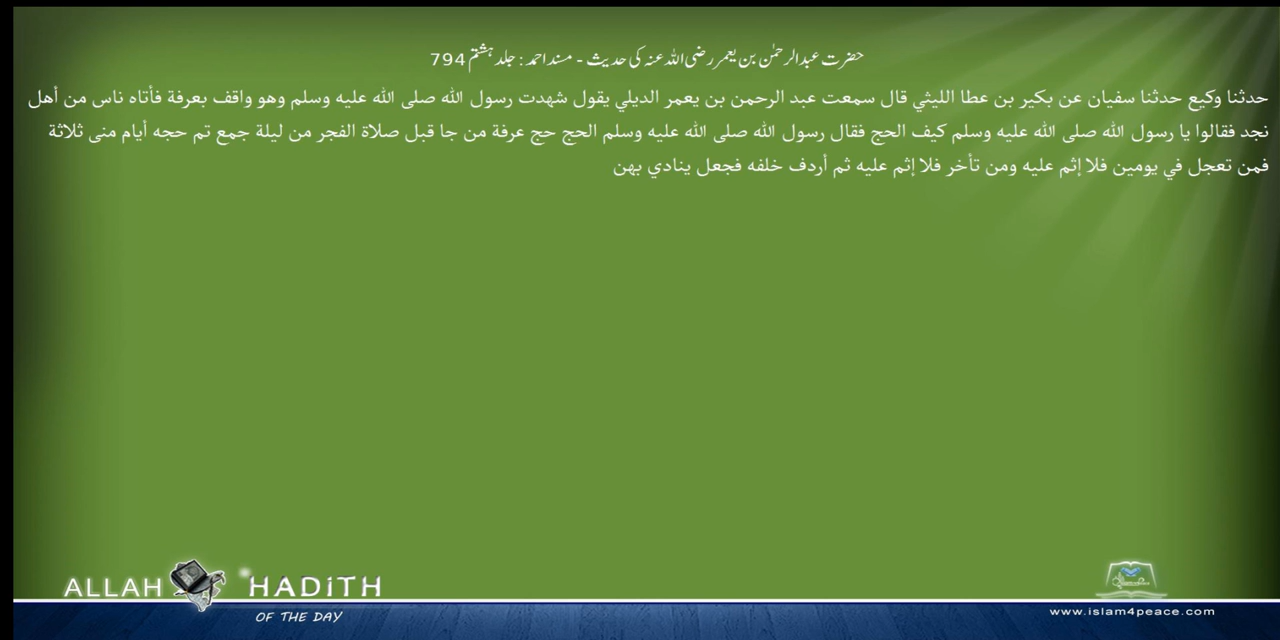 حضرت عبدالرحمٰن بن یعمر رضی اللہ عنہ کی حدیث - مسند احمد : جلد ہشتم 794
حدثنا وكيع حدثنا سفيان عن بكير بن عطا الليثي قال سمعت عبد الرحمن بن يعمر الديلي يقول شهدت رسول الله صلى الله عليه وسلم وهو واقف بعرفة فأتاه ناس من أهل
نجد فقالوا يا رسول الله صلى الله عليه وسلم كيف الحج فقال رسول الله صلى الله عليه وسلم الحج حج عرفة من جا قبل صلاة الفجر من ليلة جمع تم حجه أيام منى ثلاثة
فمن تعجل في يومين فلا إثم عليه ومن تأخر فلا إثم عليه ثم أردف خلفه فجعل ينادي بهن
ALLAH HADITH
OF THE DAY
www.islam4peace.com